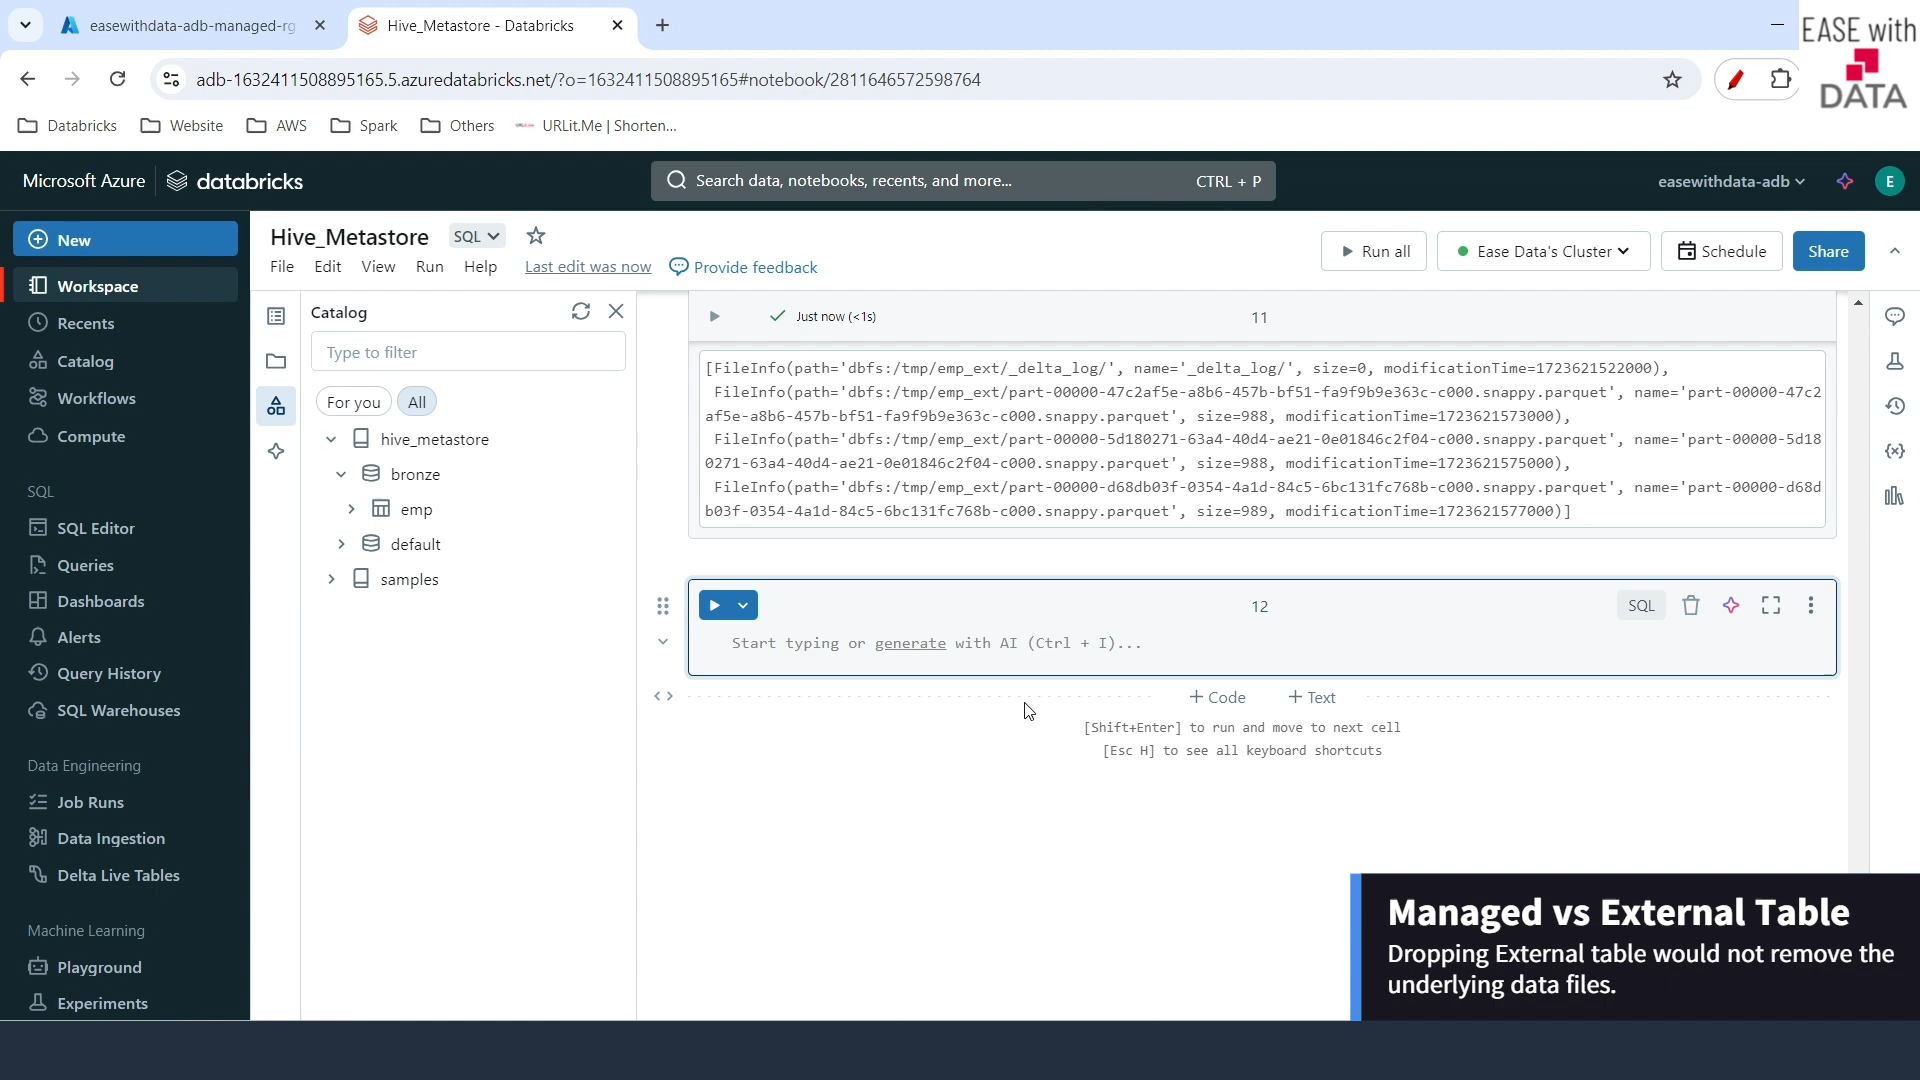 easewithdata-adb-managed-rg
Hive_Metastore - Databricks
EASE with
DATA
adb-1632411508895165.5.azuredatabricks.net/?o=1632411508895165#notebook/2811646572598764
Databricks
Website
AWS
Spark
Others
URLit.Me | Shorten...
Microsoft Azure
databricks
Search data, notebooks, recents, and more...
CTRL + P
easewithdata-adb
E
New
Workspace
Recents
Catalog
Workflows
Compute
SQL
SQL Editor
Queries
Dashboards
Alerts
Query History
SQL Warehouses
Data Engineering
Job Runs
Data Ingestion
Delta Live Tables
Machine Learning
Playground
Experiments
Hive_Metastore
SQL
File
Edit
View
Run
Help
Last edit was now
Provide feedback
Run all
Ease Data's Cluster
Schedule
Share
Catalog
Type to filter
For you
All
hive_metastore
bronze
emp
default
samples
Just now (<1s)
11
[FileInfo(path='dbfs:/tmp/emp_ext/_delta_log/', name='_delta_log/', size=0, modificationTime=1723621522000),
FileInfo(path='dbfs:/tmp/emp_ext/part-00000-47c2af5e-a8b6-457b-bf51-fa9f9b9e363c-c000.snappy.parquet', name='part-00000-47c2
af5e-a8b6-457b-bf51-fa9f9b9e363c-c000.snappy.parquet', size=988, modificationTime=1723621573000),
FileInfo(path='dbfs:/tmp/emp_ext/part-00000-5d180271-63a4-40d4-ae21-0e01846c2f04-c000.snappy.parquet', name='part-00000-5d18
0271-63a4-40d4-ae21-0e01846c2f04-c000.snappy.parquet', size=988, modificationTime=1723621575000),
FileInfo(path='dbfs:/tmp/emp_ext/part-00000-d68db03f-0354-4a1d-84c5-6bc131fc768b-c000.snappy.parquet', name='part-00000-d68d
b03f-0354-4a1d-84c5-6bc131fc768b-c000.snappy.parquet', size=989, modificationTime=1723621577000)]
12
SQL
Start typing or generate with AI (Ctrl + I)...
+ Code
+ Text
[Shift+Enter] to run and move to next cell
[Esc H] to see all keyboard shortcuts
Managed vs External Table
Dropping External table would not remove the
underlying data files.